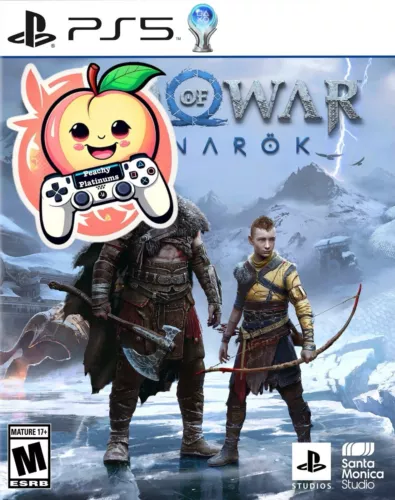 PS5
OF WAR
NARÖK
Peachy
Platinums
MATURE 17+
M
ESRB
STUDIOS
Santa
Monica
Studio